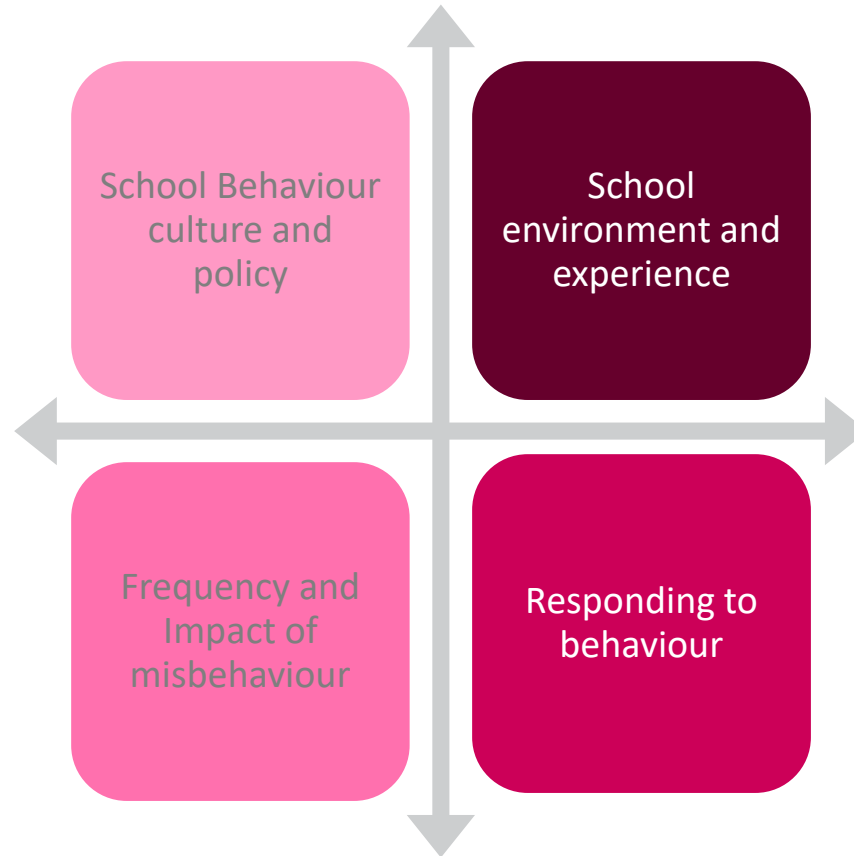 School Behaviour
culture and
policy
School
environment and
experience
Frequency and
Impact of
misbehaviour
Responding to
behaviour